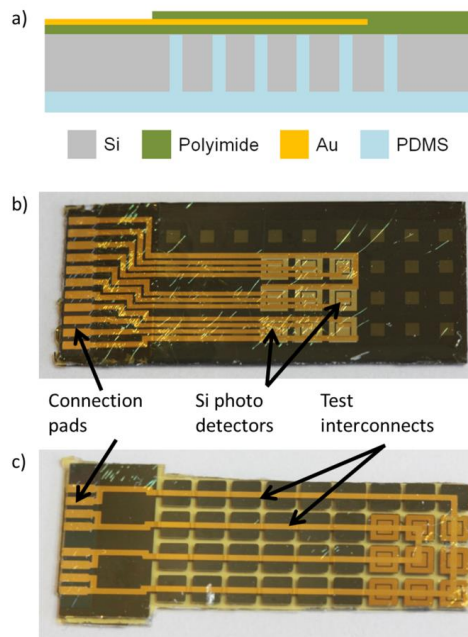 a)
Si Polyimide Au PDMS
b)
Connection pads
Si photo detectors
Test interconnects
c)